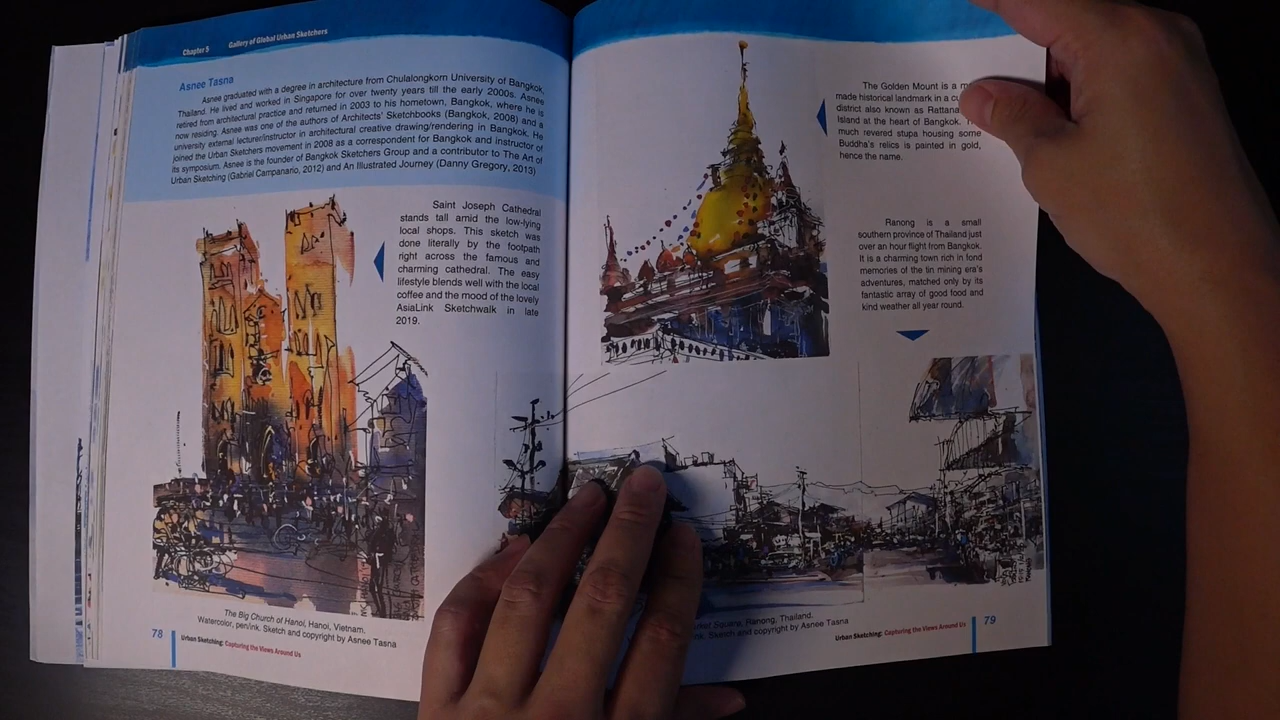 Chapter 5 Gallery of Global Urban Sketchers
Asnee Tasna
Asnee graduated with a degree in architecture from Chulalongkorn University of Bangkok,
Thailand. He lived and worked in Singapore for over twenty years till the early 2000s. Asnee
retired from architectural practice and returned in 2003 to his hometown, Bangkok, where he is
now residing. Asnee was one of the authors of Architects' Sketchbooks (Bangkok, 2008) and a
university external lecturer/instructor in architectural creative drawing/rendering in Bangkok. He
joined the Urban Sketchers movement in 2008 as a correspondent for Bangkok and instructor of
its symposium. Asnee is the founder of Bangkok Sketchers Group and a contributor to The Art of
Urban Sketching (Gabriel Campanario, 2012) and An Illustrated Journey (Danny Gregory, 2013)
Saint Joseph Cathedral
stands tall amid the low-lying
local shops. This sketch was
done literally by the footpath
right across the famous and
charming cathedral. The easy
lifestyle blends well with the local
coffee and the mood of the lovely
AsiaLink Sketchwalk in late
2019.
The Big Church of Hanoi, Hanoi, Vietnam.
Watercolor, pen/ink. Sketch and copyright by Asnee Tasna
78
Urban Sketching: Capturing the Views Around Us
The Golden Mount is a
made historical landmark in a
district also known as
Island at the heart of Bangkok.
much revered stupa housing some
Buddha's relics is painted in gold,
hence the name.
Ranong is a small
southern province of Thailand just
over an hour flight from Bangkok.
It is a charming town rich in fond
memories of the tin mining era's
adventures, matched only by its
fantastic array of good food and
kind weather all year round.
Square, Ranong, Thailand.
Sketch and copyright by Asnee Tasna
Urban Sketching: Capturing the Views Around Us
79